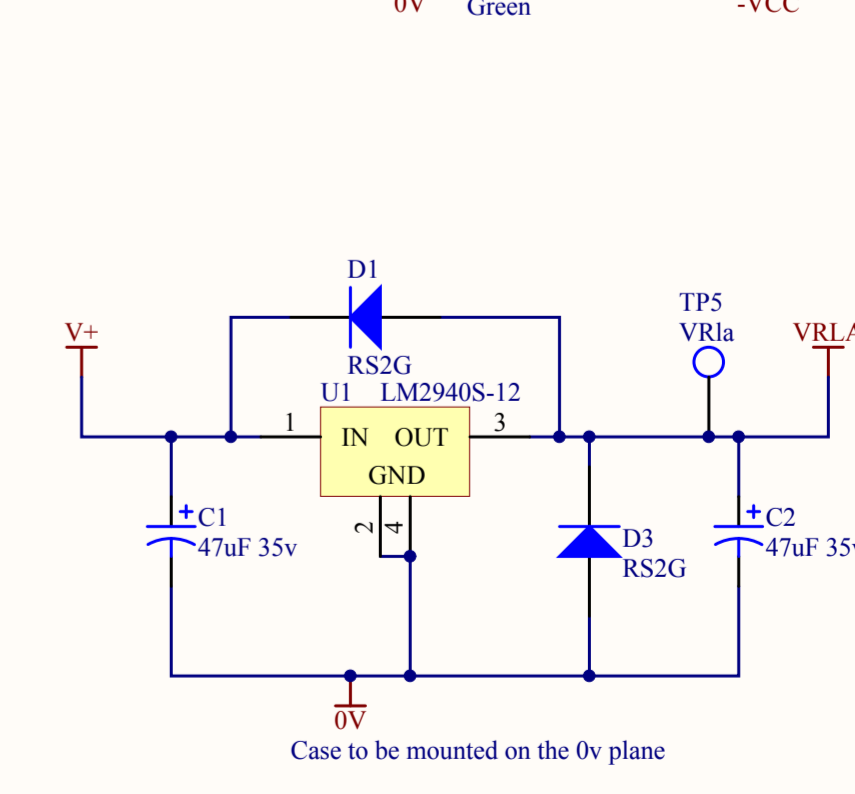 0V Green -VCC
D1
TP5
V+ VRla VRLA
RS2G
U1 LM2940S-12
1 3
IN OUT
GND
2 4
C1 C2
47uF 35v 47uF 35v
D3
RS2G
0V
Case to be mounted on the 0v plane